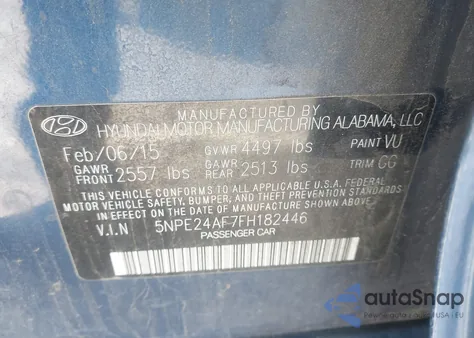 MANUFACTURED BY
HYUNDAI MOTOR MANUFACTURING ALABAMA, LLC
Feb/06/15 GVWR 4497 lbs PAINT VU
GAWR FRONT 2557 lbs GAWR REAR 2513 lbs TRIM GG
THIS VEHICLE CONFORMS TO ALL APPLICABLE U.S.A. FEDERAL
MOTOR VEHICLE SAFETY, BUMPER, AND THEFT PREVENTION STANDARDS
IN EFFECT ON THE DATE OF MANUFACTURE SHOWN ABOVE.
V.I.N 5NPE24AF7FH182446
PASSENGER CAR
autoSnap